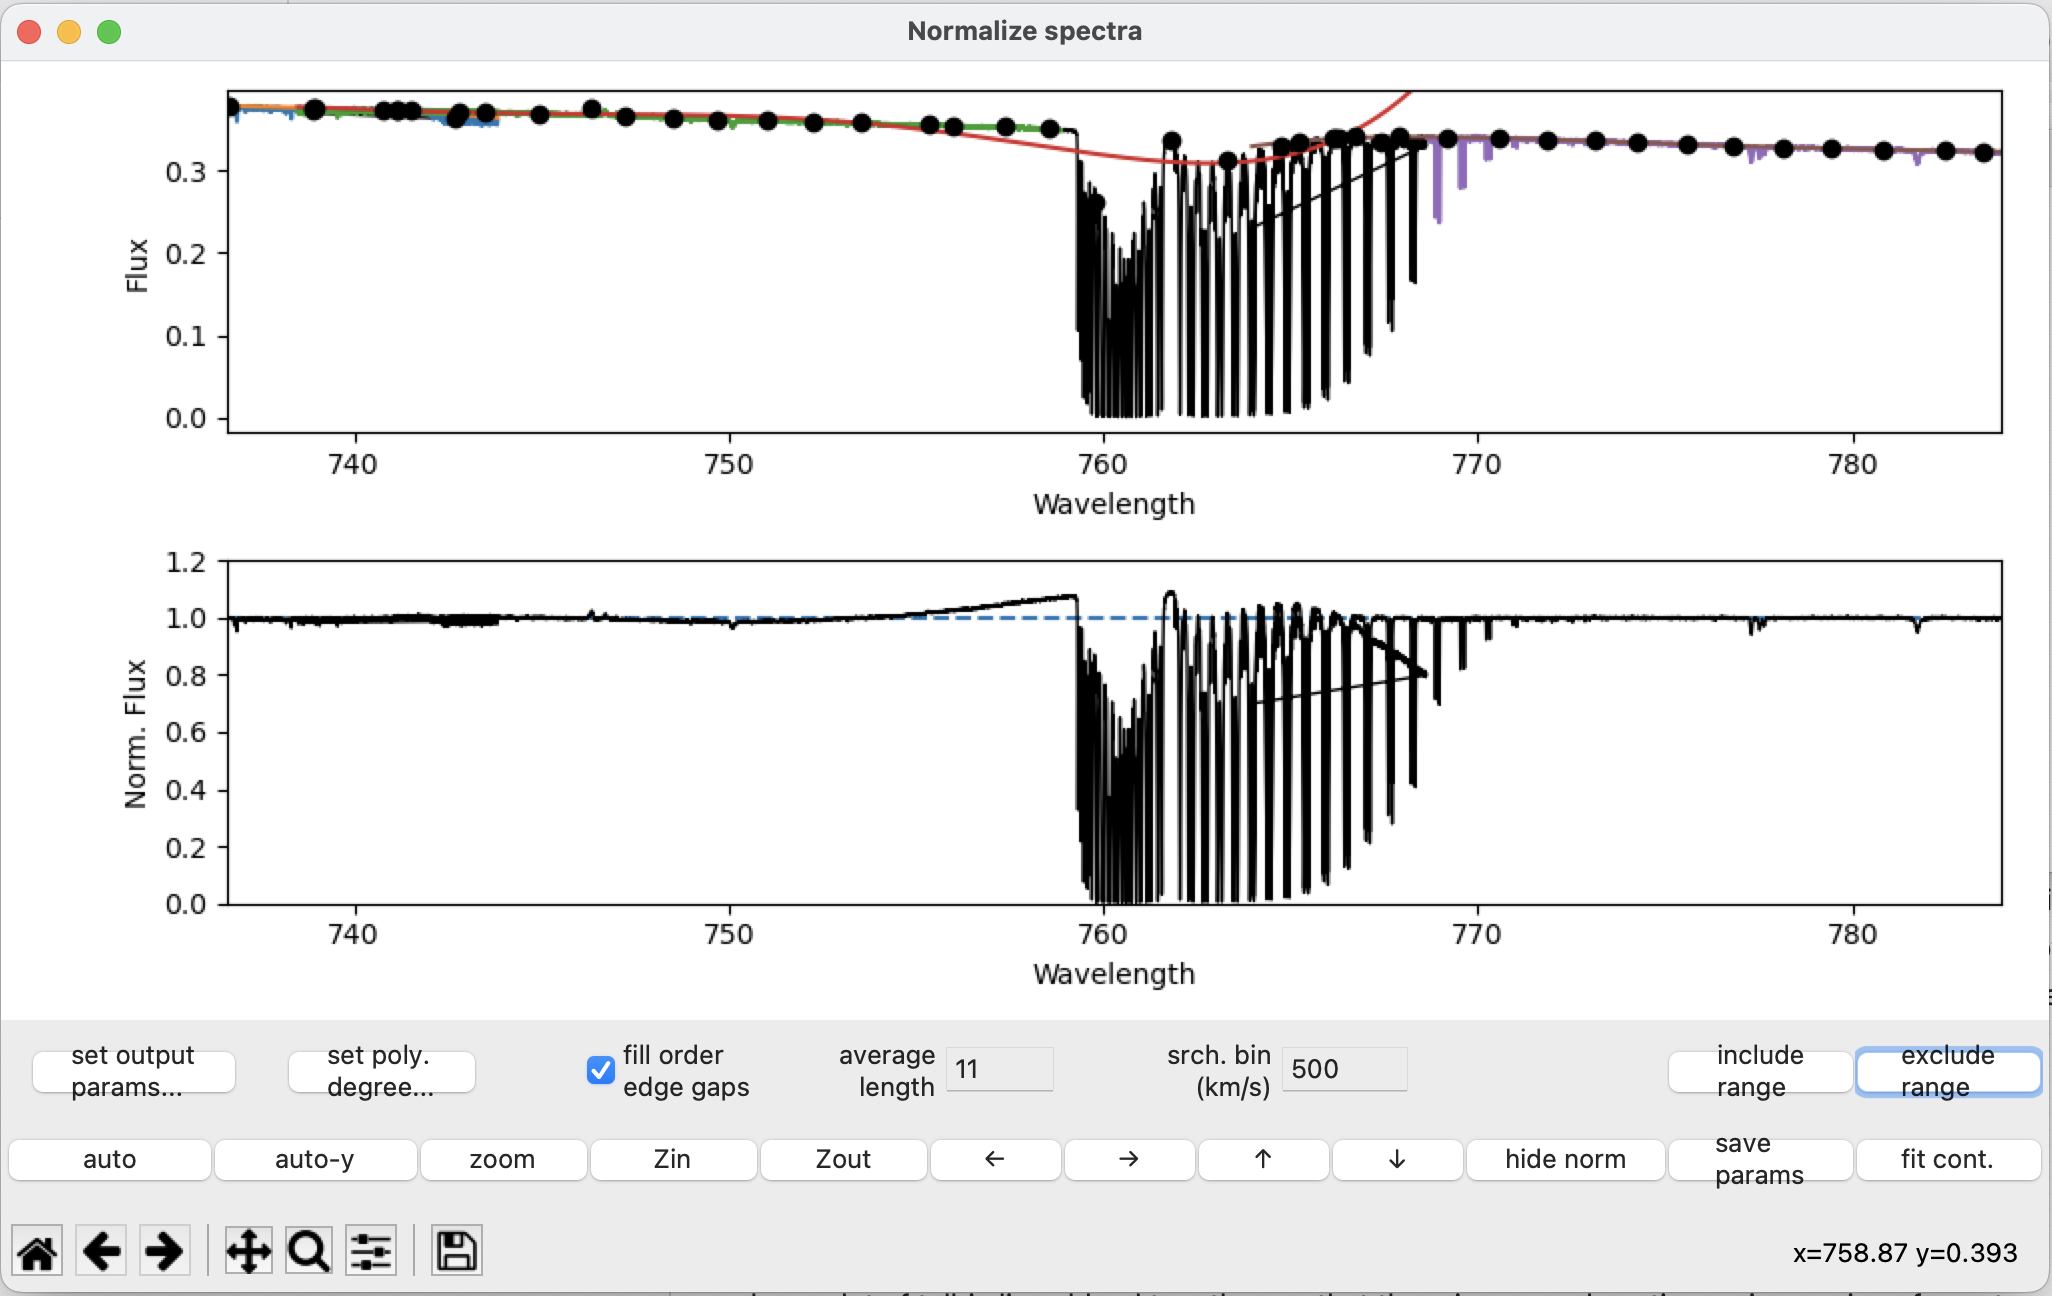 Normalize spectra
Flux
0.3
0.2
0.1
0.0
740 750 760 770 780
Wavelength
Norm. Flux
1.2
1.0
0.8
0.6
0.4
0.2
0.0
740 750 760 770 780
Wavelength
set output
params...
set poly.
degree...
fill order
edge gaps
average
length
11
srch. bin
(km/s)
500
include
range
exclude
range
auto auto-y zoom Zin Zout ← → ↑ ↓ hide norm
save
params
fit cont.
x=758.87 y=0.393